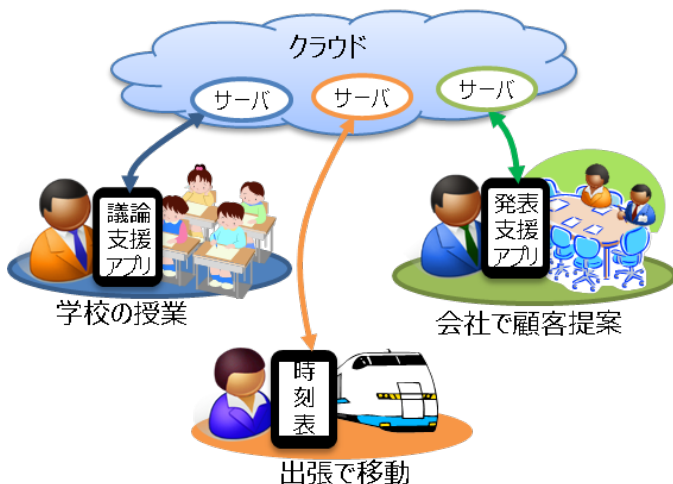 クラウド
サーバ
サーバ
サーバ
議論
支援
アプリ
学校の授業
発表
支援
アプリ
会社で顧客提案
時
刻
表
出張で移動